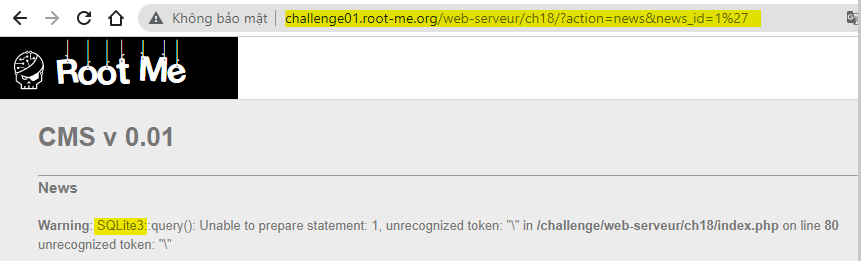 Không bảo mật | challenge01.root-me.org/web-serveur/ch18/?action=news&news_id=1%27
Root Me
CMS v 0.01
News
Warning: SQLite3::query(): Unable to prepare statement: 1, unrecognized token: "\" in /challenge/web-serveur/ch18/index.php on line 80
unrecognized token: "\"